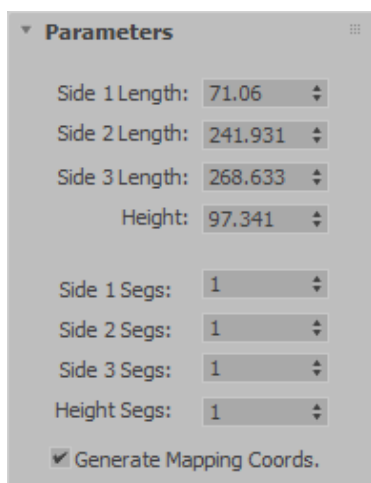 Parameters
Side 1 Length: 71.06
Side 2 Length: 241.931
Side 3 Length: 268.633
Height: 97.341
Side 1 Segs: 1
Side 2 Segs: 1
Side 3 Segs: 1
Height Segs: 1
Generate Mapping Coords.